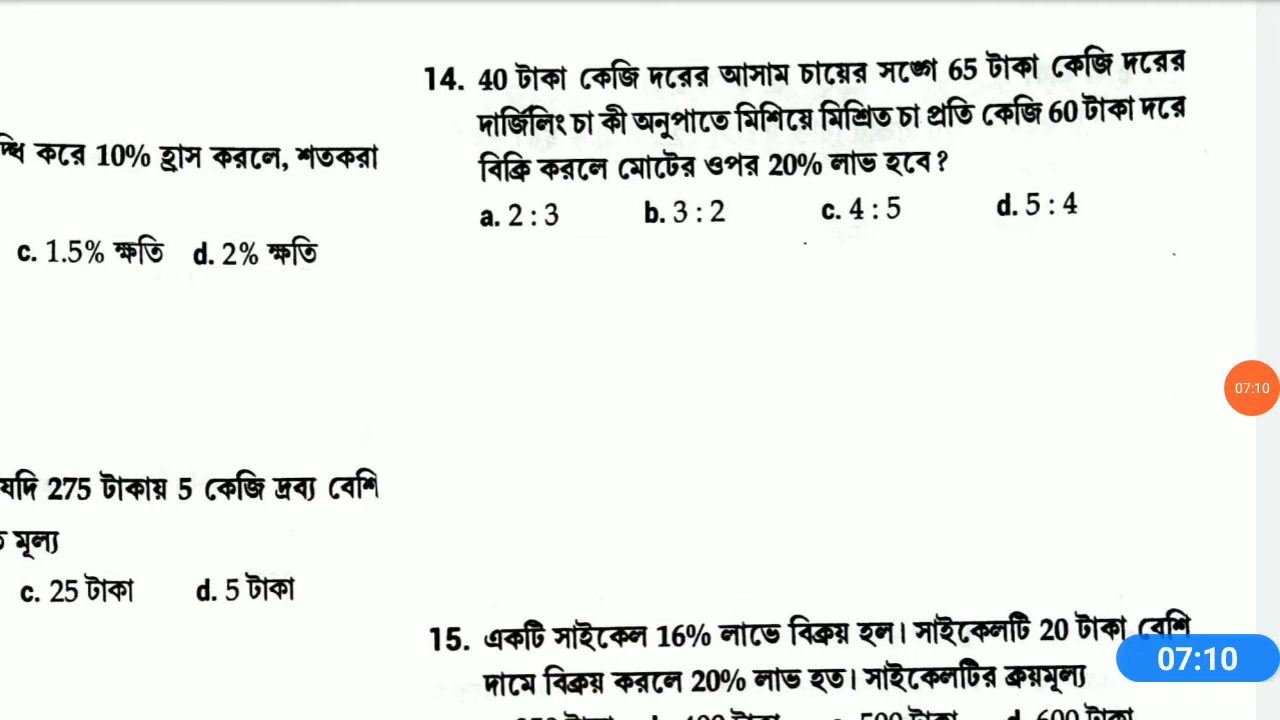 14. 40 টাকা কেজি দরের আসাম চায়ের সঙ্গে 65 টাকা কেজি দরের
দার্জিলিং চা কী অনুপাতে মিশিয়ে মিশ্রিত চা প্রতি কেজি 60 টাকা দরে
বিক্রি করলে মোটের ওপর 20% লাভ হবে?
a. 2 : 3 b. 3 : 2 c. 4 : 5 d. 5 : 4
করে 10% হ্রাস করলে, শতকরা
c. 1.5% ক্ষতি d. 2% ক্ষতি
07:10
যদি 275 টাকায় 5 কেজি দ্রব্য বেশি
মূল্য
c. 25 টাকা d. 5 টাকা
15. একটি সাইকেল 16% লাভে বিক্রয় হল। সাইকেলটি 20 টাকা বেশি
দামে বিক্রয় করলে 20% লাভ হত। সাইকেলটির ক্রয়মূল্য
07:10